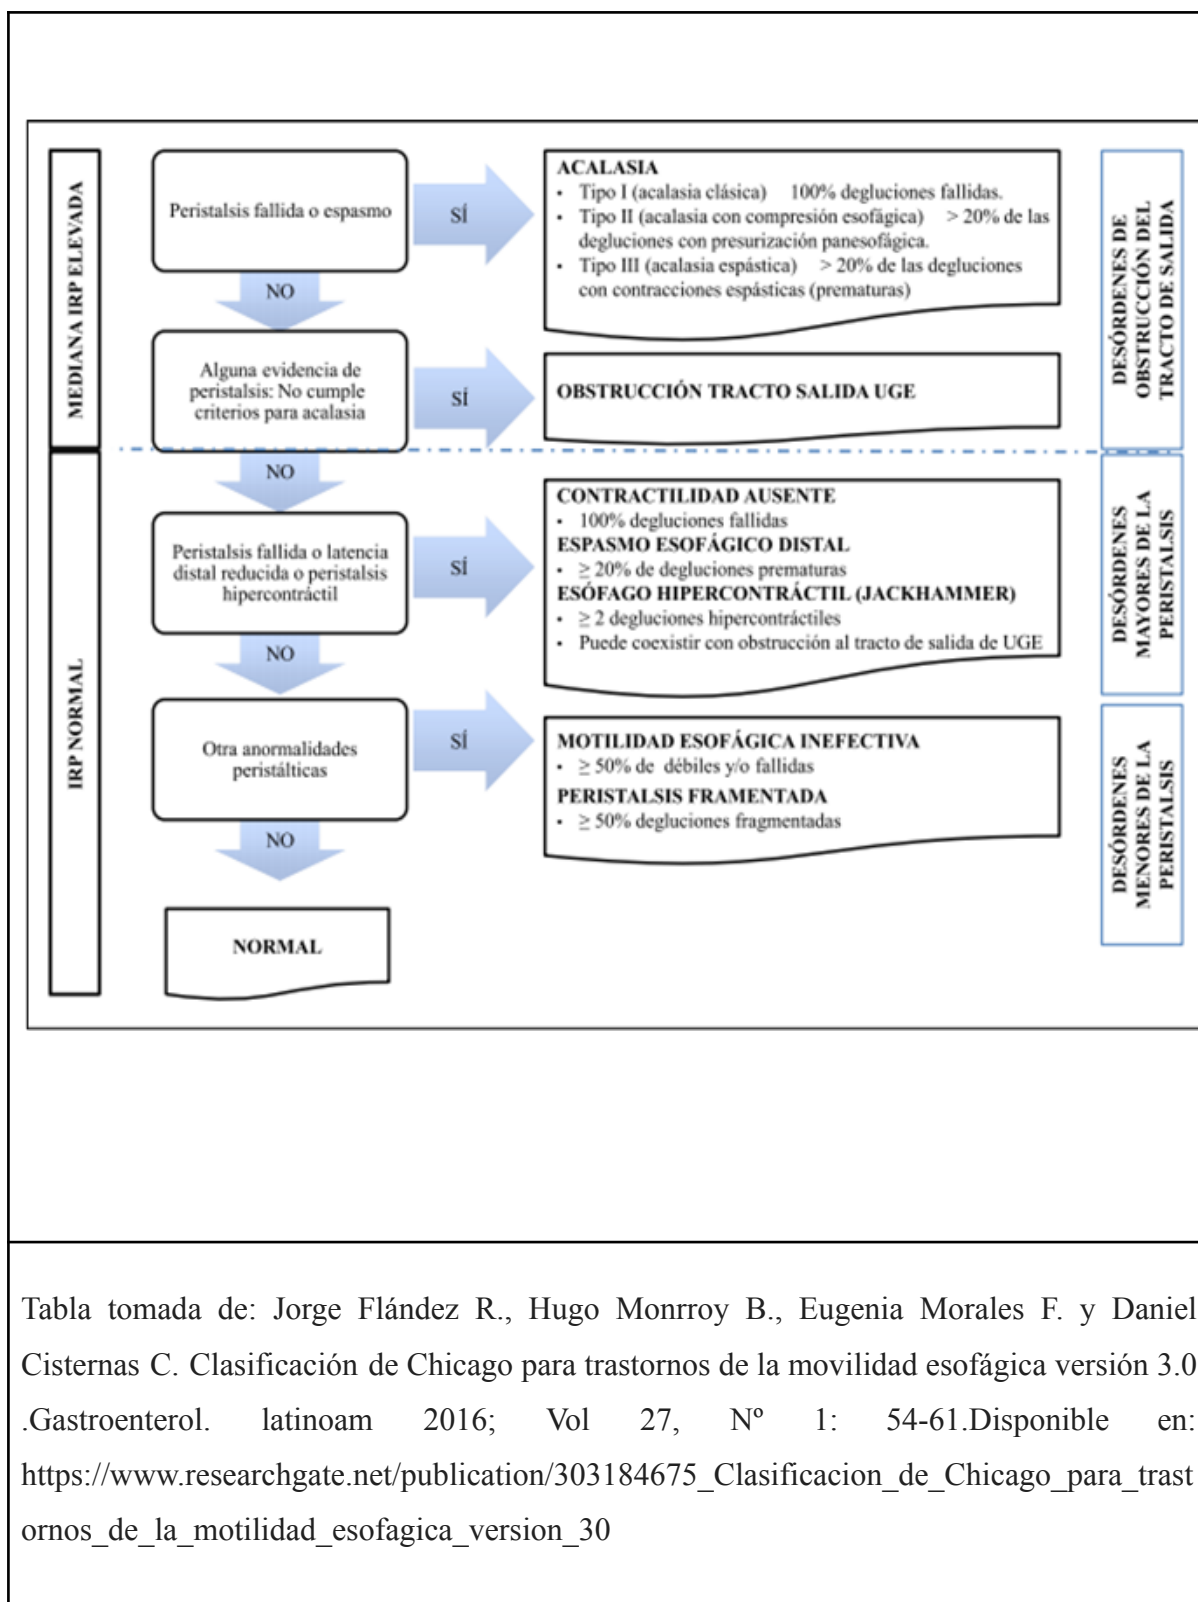 MEDIANA IRP ELEVADA
Peristalsis fallida o espasmo
SÍ
ACALASIA
• Tipo I (acalasia clásica) 100% degluciones fallidas.
• Tipo II (acalasia con compresión esofágica) > 20% de las
degluciones con presurización panesofágica.
• Tipo III (acalasia espástica) > 20% de las degluciones
con contracciones espásticas (prematuras)
DESÓRDENES DE
OBSTRUCCIÓN DEL
TRACTO DE SALIDA
NO
Alguna evidencia de
peristalsis: No cumple
criterios para acalasia
SÍ
OBSTRUCCIÓN TRACTO SALIDA UGE
IRP NORMAL
NO
Peristalsis fallida o latencia
distal reducida o peristalsis
hipercontráctil
SÍ
CONTRACTILIDAD AUSENTE
• 100% degluciones fallidas
ESPASMO ESOFÁGICO DISTAL
• ≥ 20% de degluciones prematuras
ESÓFAGO HIPERCONTRÁCTIL (JACKHAMMER)
• ≥ 2 degluciones hipercontráctiles
• Puede coexistir con obstrucción al tracto de salida de UGE
DESÓRDENES
MAYORES DE LA
PERISTALSIS
NO
Otra anormalidades
peristálticas
SÍ
MOTILIDAD ESOFÁGICA INEFECTIVA
• ≥ 50% de débiles y/o fallidas
PERISTALSIS FRAMENTADA
• ≥ 50% degluciones fragmentadas
DESÓRDENES
MENORES DE LA
PERISTALSIS
NO
NORMAL
Tabla tomada de: Jorge Flández R., Hugo Monrroy B., Eugenia Morales F. y Daniel
Cisternas C. Clasificación de Chicago para trastornos de la movilidad esofágica versión 3.0
.Gastroenterol. latinoam 2016; Vol 27, Nº 1: 54-61.Disponible en:
https://www.researchgate.net/publication/303184675_Clasificacion_de_Chicago_para_trast
ornos_de_la_motilidad_esofagica_version_30